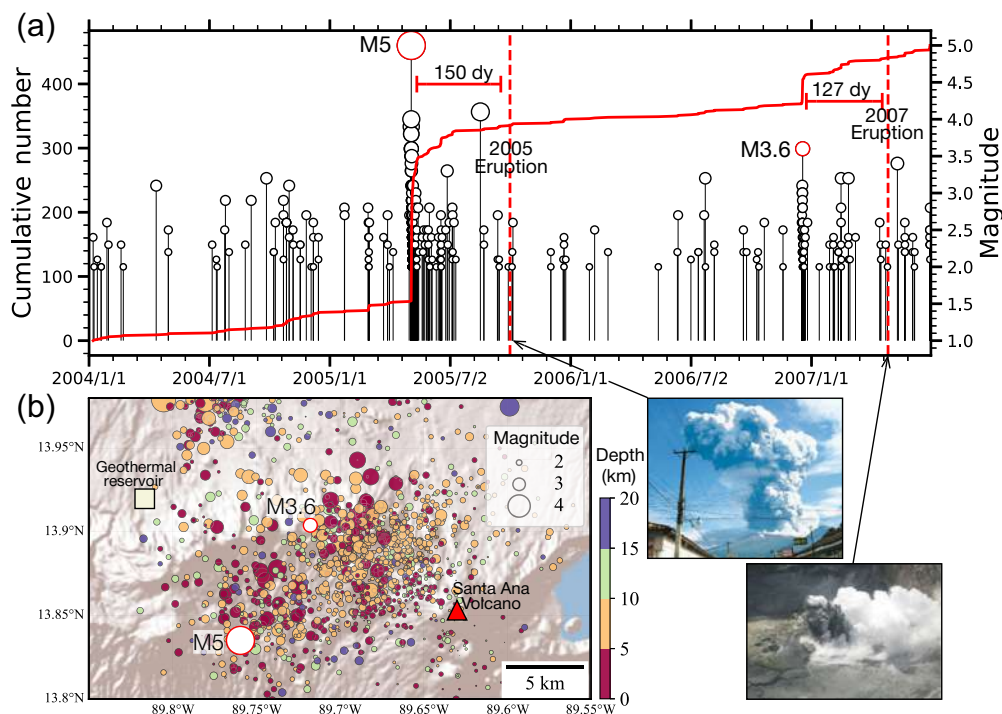 (a)
Cumulative number
400
300
200
100
0
M5
150 dy
2005
Eruption
M3.6
127 dy
2007
Eruption
5.0
4.5
4.0
3.5
3.0
2.5
2.0
1.5
1.0
Magnitude
2004/1/1
2004/7/1
2005/1/1
2005/7/2
2006/1/1
2006/7/2
2007/1/1
(b)
13.95°N
13.9°N
13.85°N
13.8°N
Geothermal
reservoir
M3.6
M5
Santa Ana
Volcano
Magnitude
2
3
4
5 km
Depth
(km)
20
15
10
5
0
89.8°W
89.75°W
89.7°W
89.65°W
89.6°W
89.55°W